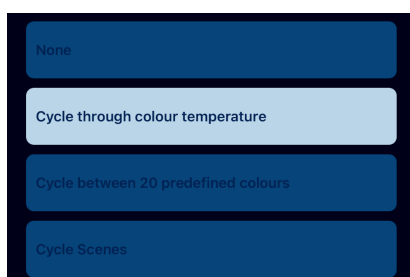 None
Cycle through colour temperature
Cycle between 20 predefined colours
Cycle Scenes